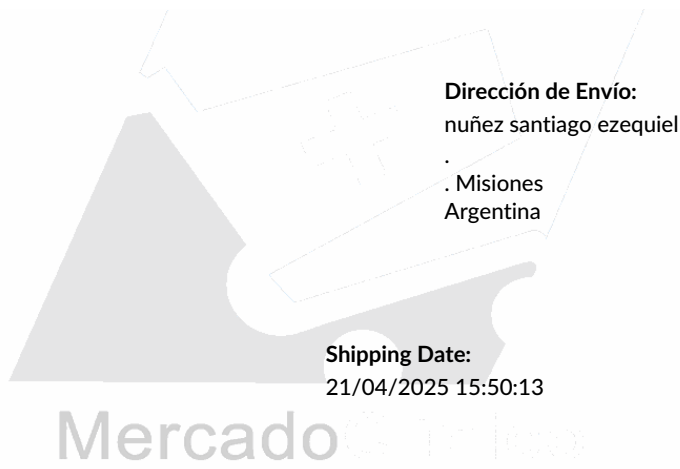 Dirección de Envío:
nuñez santiago ezequiel
.
. Misiones
Argentina
Shipping Date:
21/04/2025 15:50:13
Mercado